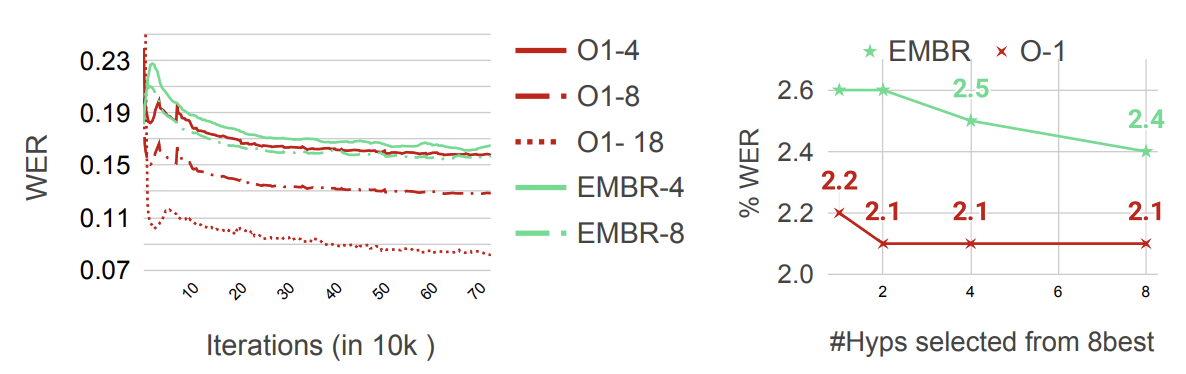 0.23
0.19
0.15
0.11
0.07
WER
10
20
30
40
50
60
70
Iterations (in 10k )
O1-4
O1-8
O1- 18
EMBR-4
EMBR-8
EMBR
O-1
2.6
2.4
2.2
2.0
% WER
2.5
2.4
2.2
2.1
2.1
2.1
2
4
6
8
#Hyps selected from 8best